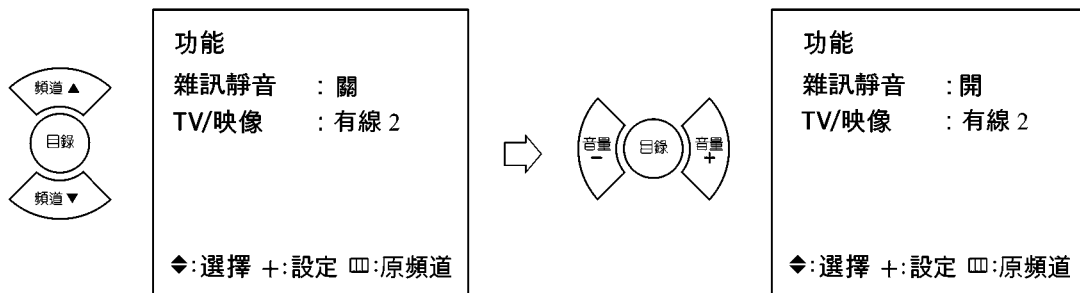 頻道 ▲
目錄
頻道 ▼
功能
雜訊靜音 : 關
TV/映像 : 有線 2
◆:選擇 +:設定 Ⅲ:原頻道
音量
−
目錄
音量
+
功能
雜訊靜音 : 開
TV/映像 : 有線 2
◆:選擇 +:設定 Ⅲ:原頻道